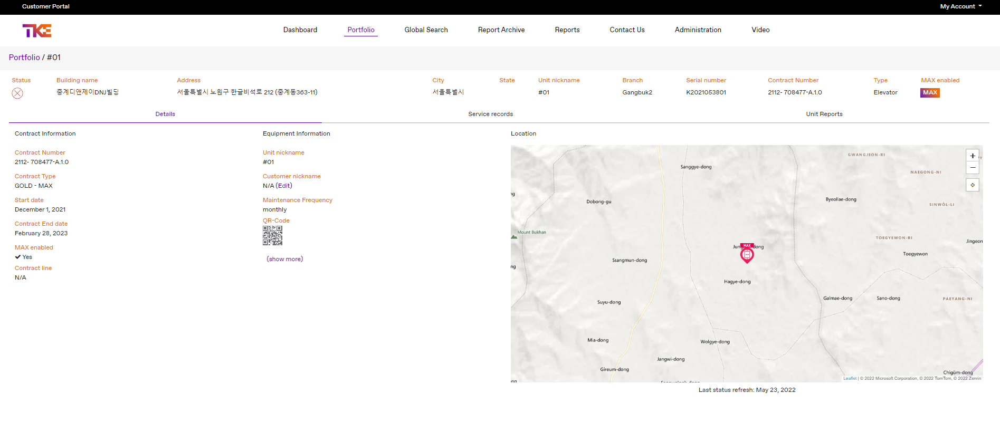 Customer Portal
My Account
TKE
Dashboard
Portfolio
Global Search
Report Archive
Reports
Contact Us
Administration
Video
Portfolio / #01
Status
Building name
Address
City
State
Unit nickname
Branch
Serial number
Contract Number
Type
MAX enabled
중계디앤제이DNJ빌딩
서울특별시 노원구 한글비석로 212 (중계동363-11)
서울특별시
#01
Gangbuk2
K2021053801
2112- 708477-A.1.0
Elevator
MAX
Details
Service records
Unit Reports
Contract Information
Contract Number
2112- 708477-A.1.0
Contract Type
GOLD - MAX
Start date
December 1, 2021
Contract End date
February 28, 2023
MAX enabled
Yes
Contract line
N/A
Equipment Information
Unit nickname
#01
Customer nickname
N/A (Edit)
Maintenance Frequency
monthly
QR-Code
(show more)
Location
GWANGJEON-RI
Sanggye-dong
NAEGONG-NI
Dobong-gu
Byeollae-dong
SINWŎL-LI
Mount Bukhan
TOEGYEWON-RI
Jingeon
MAX
dong
Toegyewon
Ssangmun-dong
Hagye-dong
Galmae-dong
Sano-dong
PAEYANG-NI
Suyu-dong
Mia-dong
Wolgye-dong
Jangwi-dong
Gireum-dong
Chigŭm-dong
Leaflet | © 2022 Microsoft Corporation, © 2022 TomTom, © 2022 Zenrin
Last status refresh: May 23, 2022